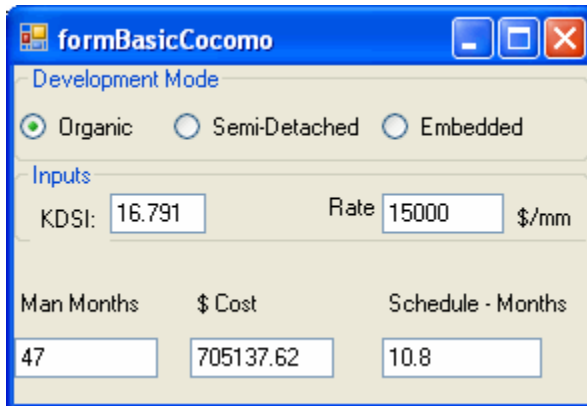 formBasicCocomo
Development Mode
Organic Semi-Detached Embedded
Inputs
KDSI: 16.791 Rate 15000 $/mm
Man Months $ Cost Schedule - Months
47 705137.62 10.8